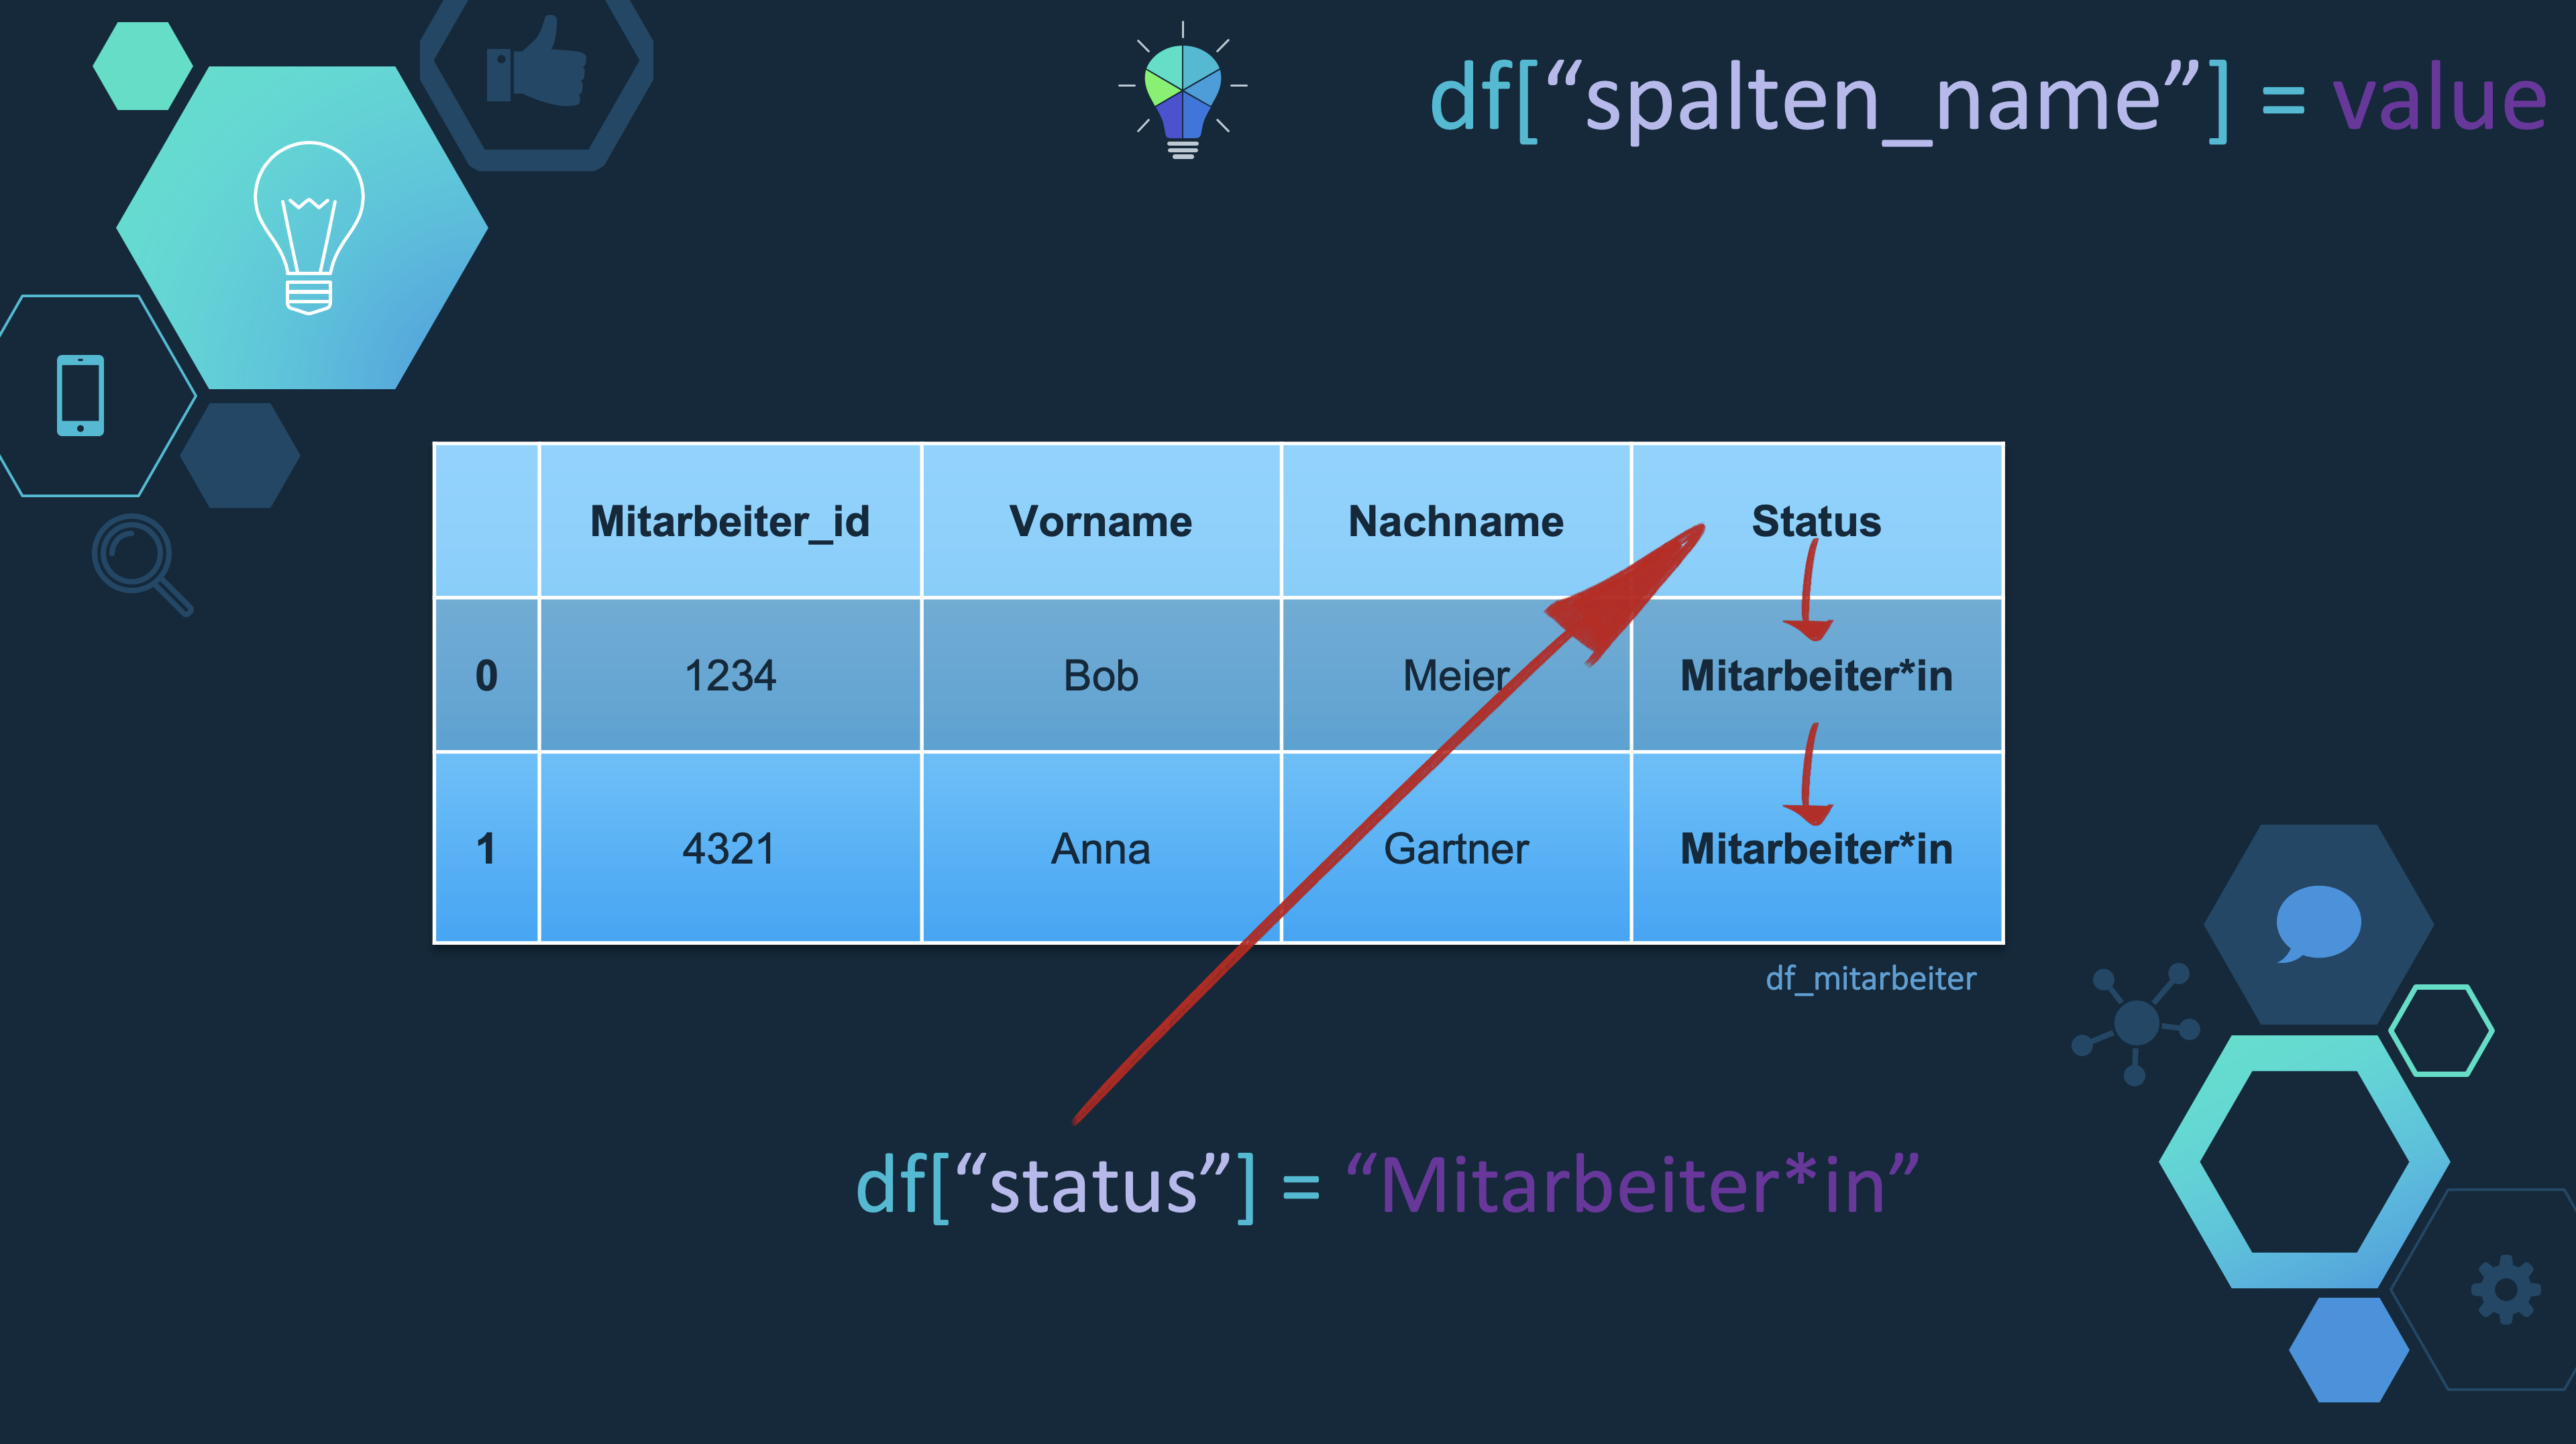 df[“spalten_name”] = value
Mitarbeiter_id Vorname Nachname Status
0 1234 Bob Meier Mitarbeiter*in
1 4321 Anna Gartner Mitarbeiter*in
df_mitarbeiter
df[“status”] = “Mitarbeiter*in”